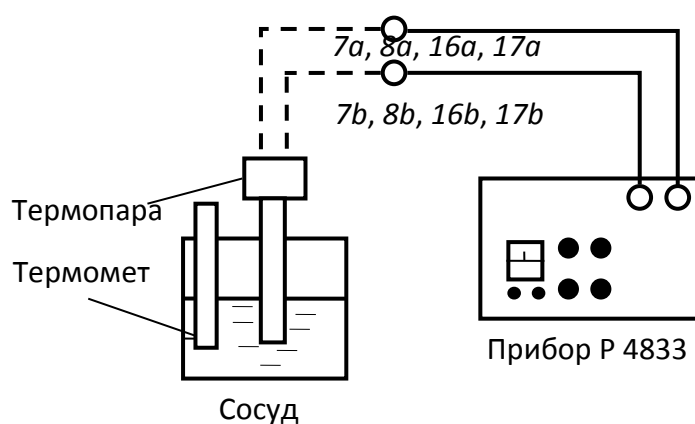 7a, 8a, 16a, 17a
7b, 8b, 16b, 17b
Термопара
Термомет
Прибор Р 4833
Сосуд